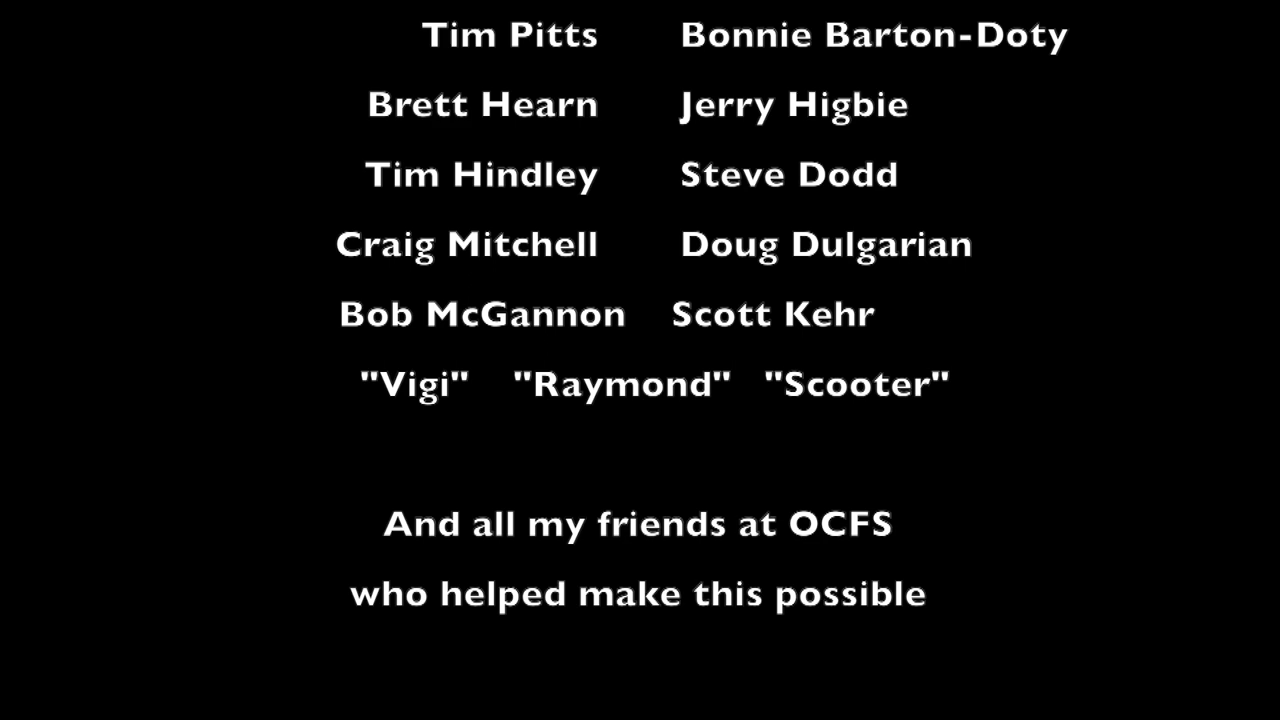 Tim Pitts Bonnie Barton-Doty
Brett Hearn Jerry Higbie
Tim Hindley Steve Dodd
Craig Mitchell Doug Dulgarian
Bob McGannon Scott Kehr
"Vigi" "Raymond" "Scooter"
And all my friends at OCFS
who helped make this possible